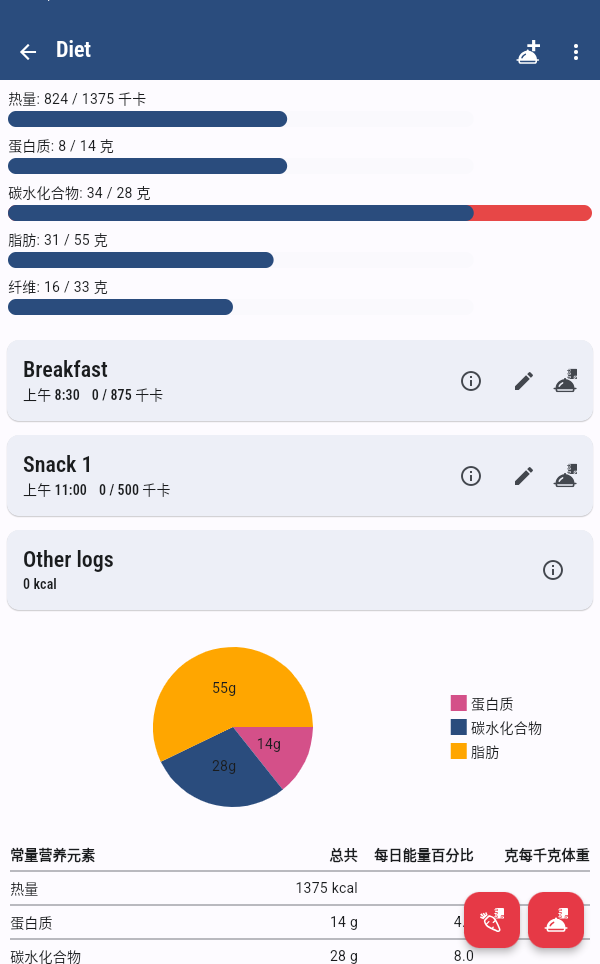 Diet
热量: 824 / 1375 千卡
蛋白质: 8 / 14 克
碳水化合物: 34 / 28 克
脂肪: 31 / 55 克
纤维: 16 / 33 克
Breakfast
上午 8:30 0 / 875 千卡
Snack 1
上午 11:00 0 / 500 千卡
Other logs
0 kcal
55g
14g
28g
蛋白质
碳水化合物
脂肪
常量营养元素 总共 每日能量百分比 克每千克体重
热量 1375 kcal
蛋白质 14 g
碳水化合物 28 g 8.0